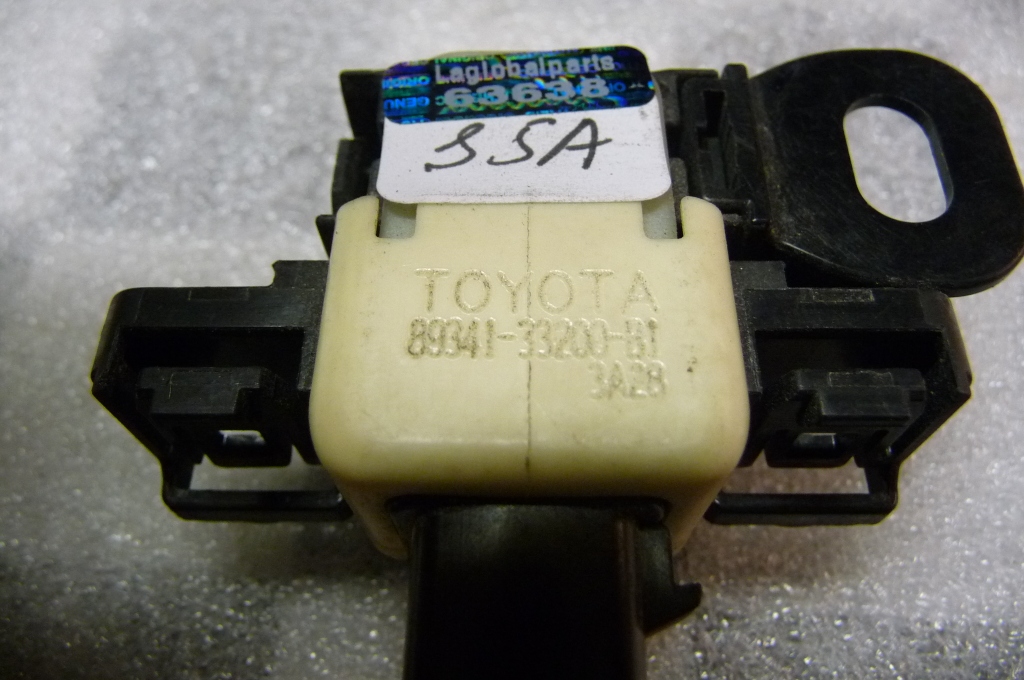 Laglobalparts
63638
SSA
TOYOTA
89341-33200-B1
3A28